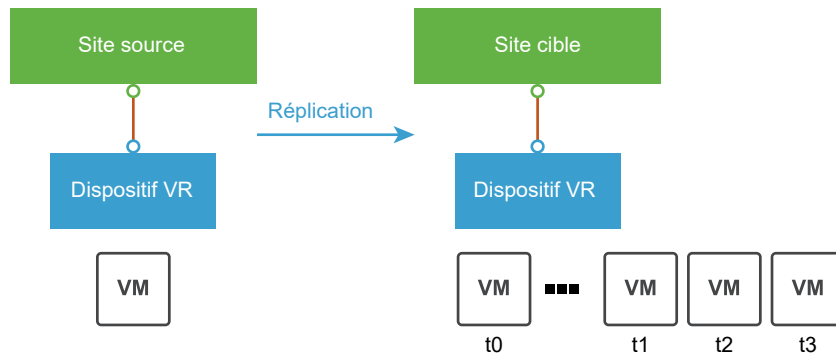 Site source
Site cible
Réplication
Dispositif VR
Dispositif VR
VM
VM
VM
VM
VM
t0
t1
t2
t3